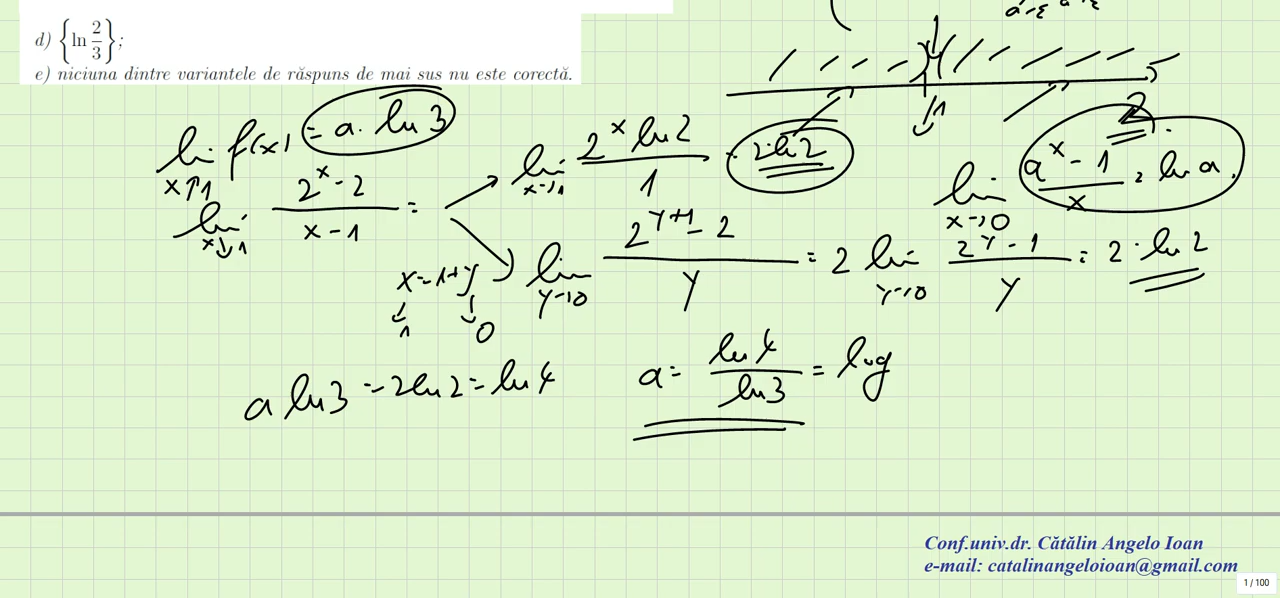 d) {ln 2/3};
e) niciuna dintre variantele de răspuns de mai sus nu este corectă.
lim x↑1 f(x) = a·ln 3
lim x↓1 (2^x - 2)/(x - 1) =
lim x→1 (2^x ln 2)/1 = 2 ln 2
lim x→0 (a^x - 1)/x = ln a.
x = 1 + y
1 0
lim y→0 (2^(y+1) - 2)/y = 2 lim y→0 (2^y - 1)/y = 2·ln 2
a ln 3 = 2 ln 2 = ln 4
a = ln 4/ln 3 = log
Conf.univ.dr. Cătălin Angelo Ioan
e-mail: catalinangeloioan@gmail.com
1 / 100